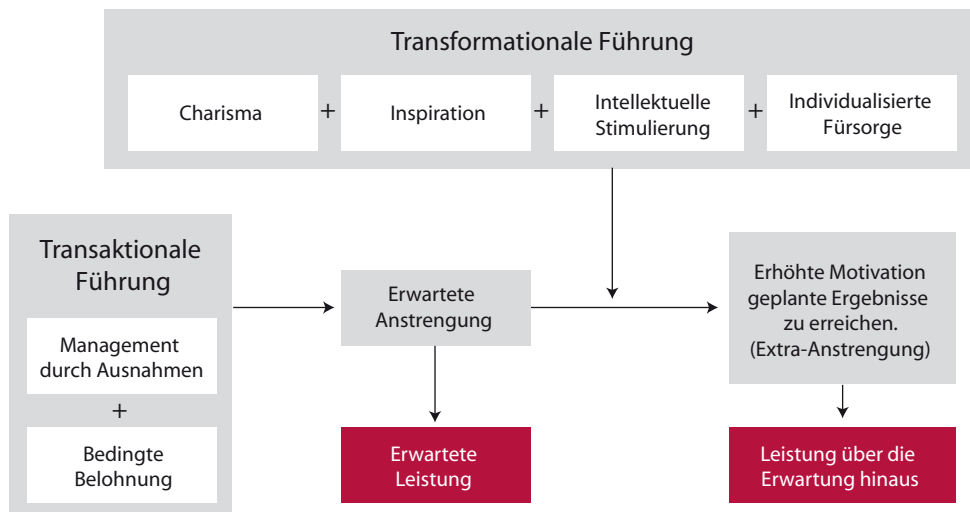 Transformationale Führung
Charisma
+
Inspiration
+
Intellektuelle
Stimulierung
+
Individualisierte
Fürsorge
Transaktionale
Führung
Management
durch Ausnahmen
+
Bedingte
Belohnung
Erwartete
Anstrengung
Erwartete
Leistung
Erhöhte Motivation
geplante Ergebnisse
zu erreichen.
(Extra-Anstrengung)
Leistung über die
Erwartung hinaus